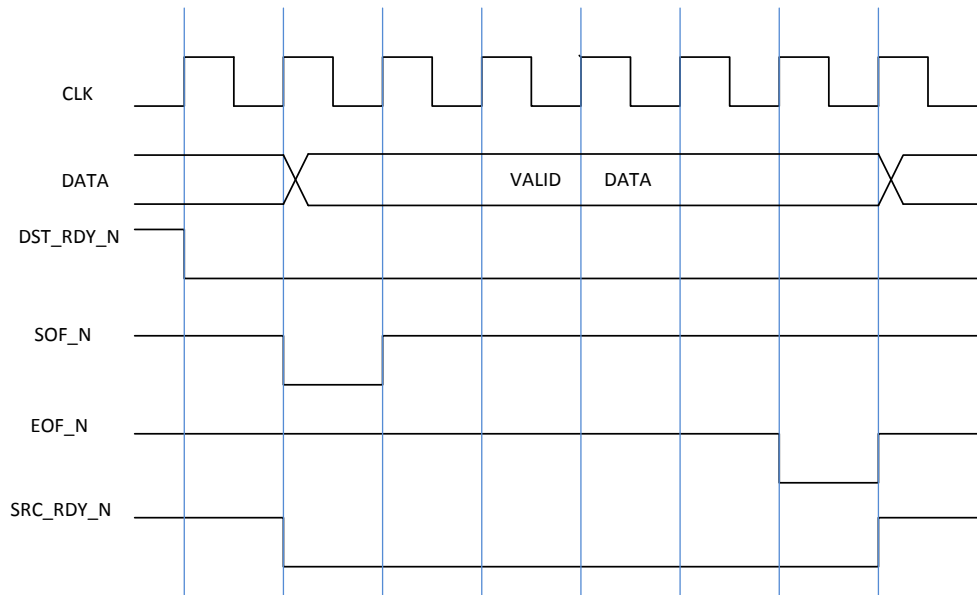 CLK
DATA
VALID DATA
DST_RDY_N
SOF_N
EOF_N
SRC_RDY_N